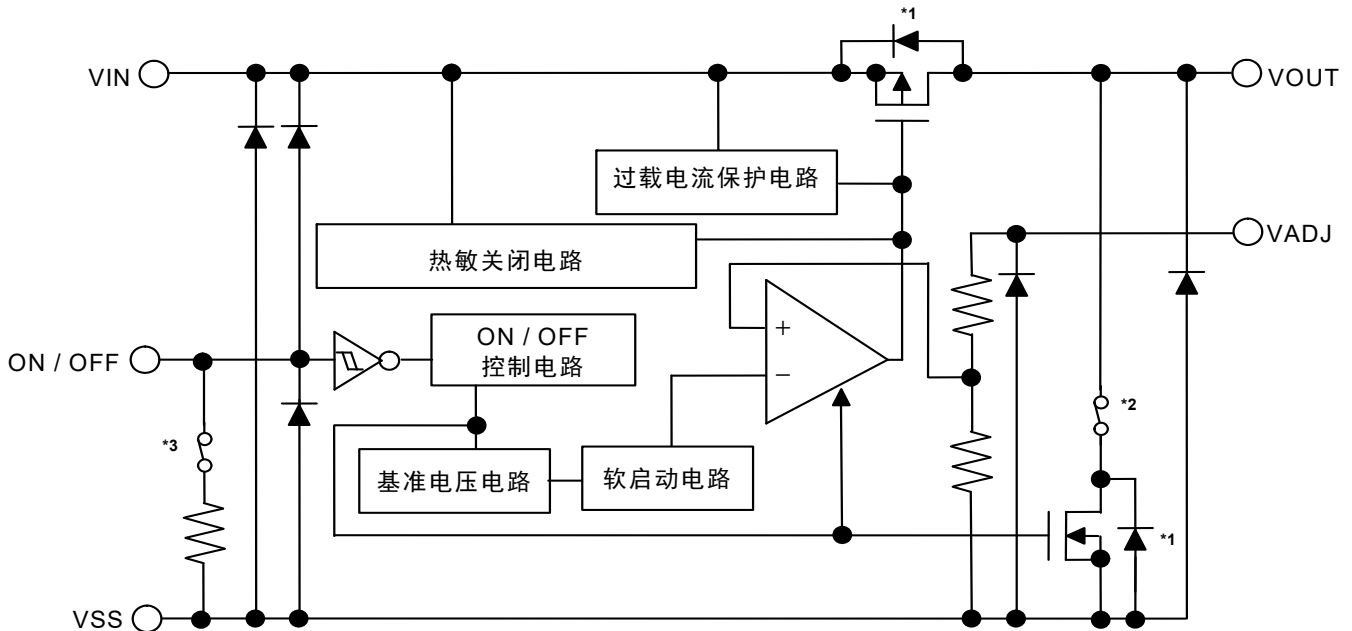 *1
VIN
VOUT
过载电流保护电路
VADJ
热敏关闭电路
+
−
ON / OFF
ON / OFF
控制电路
*2
*3
基准电压电路
软启动电路
*1
VSS